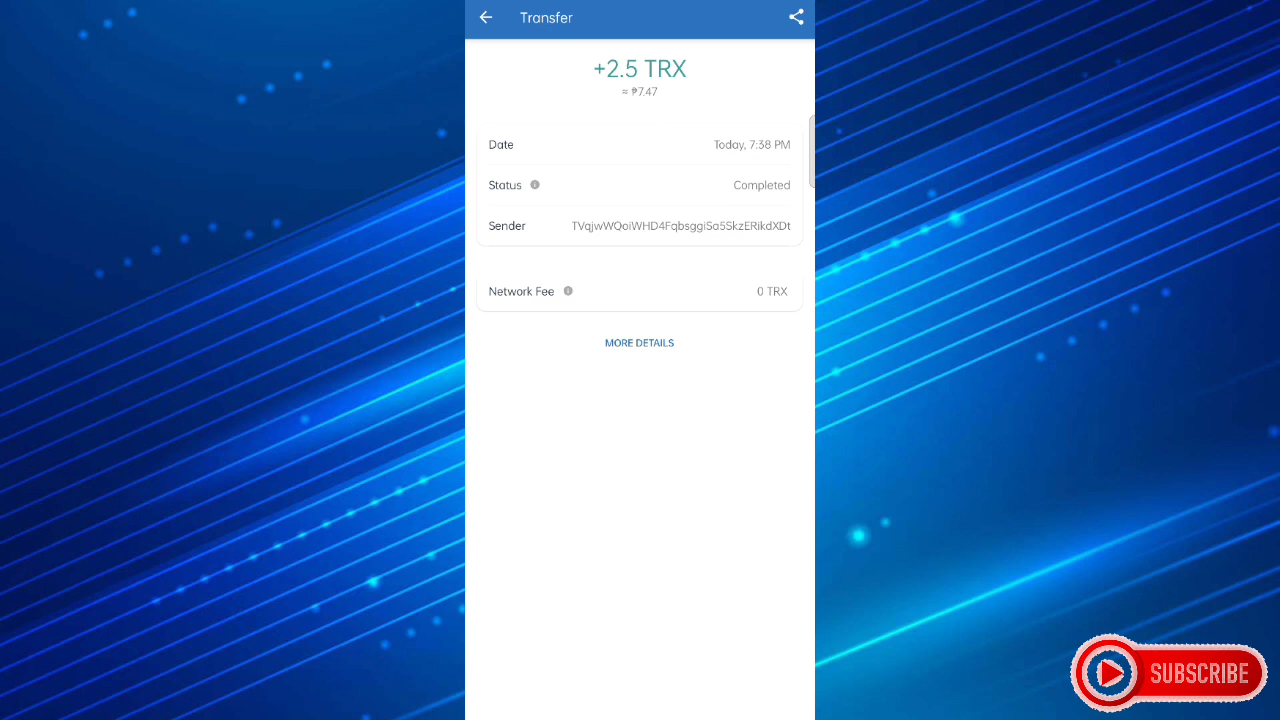 Transfer
+2.5 TRX
≈ ₱7.47
Date Today, 7:38 PM
Status Completed
Sender TVqjwWQoiWHD4FqbsggiSa5SkzERikdXDt
Network Fee 0 TRX
MORE DETAILS
SUBSCRIBE